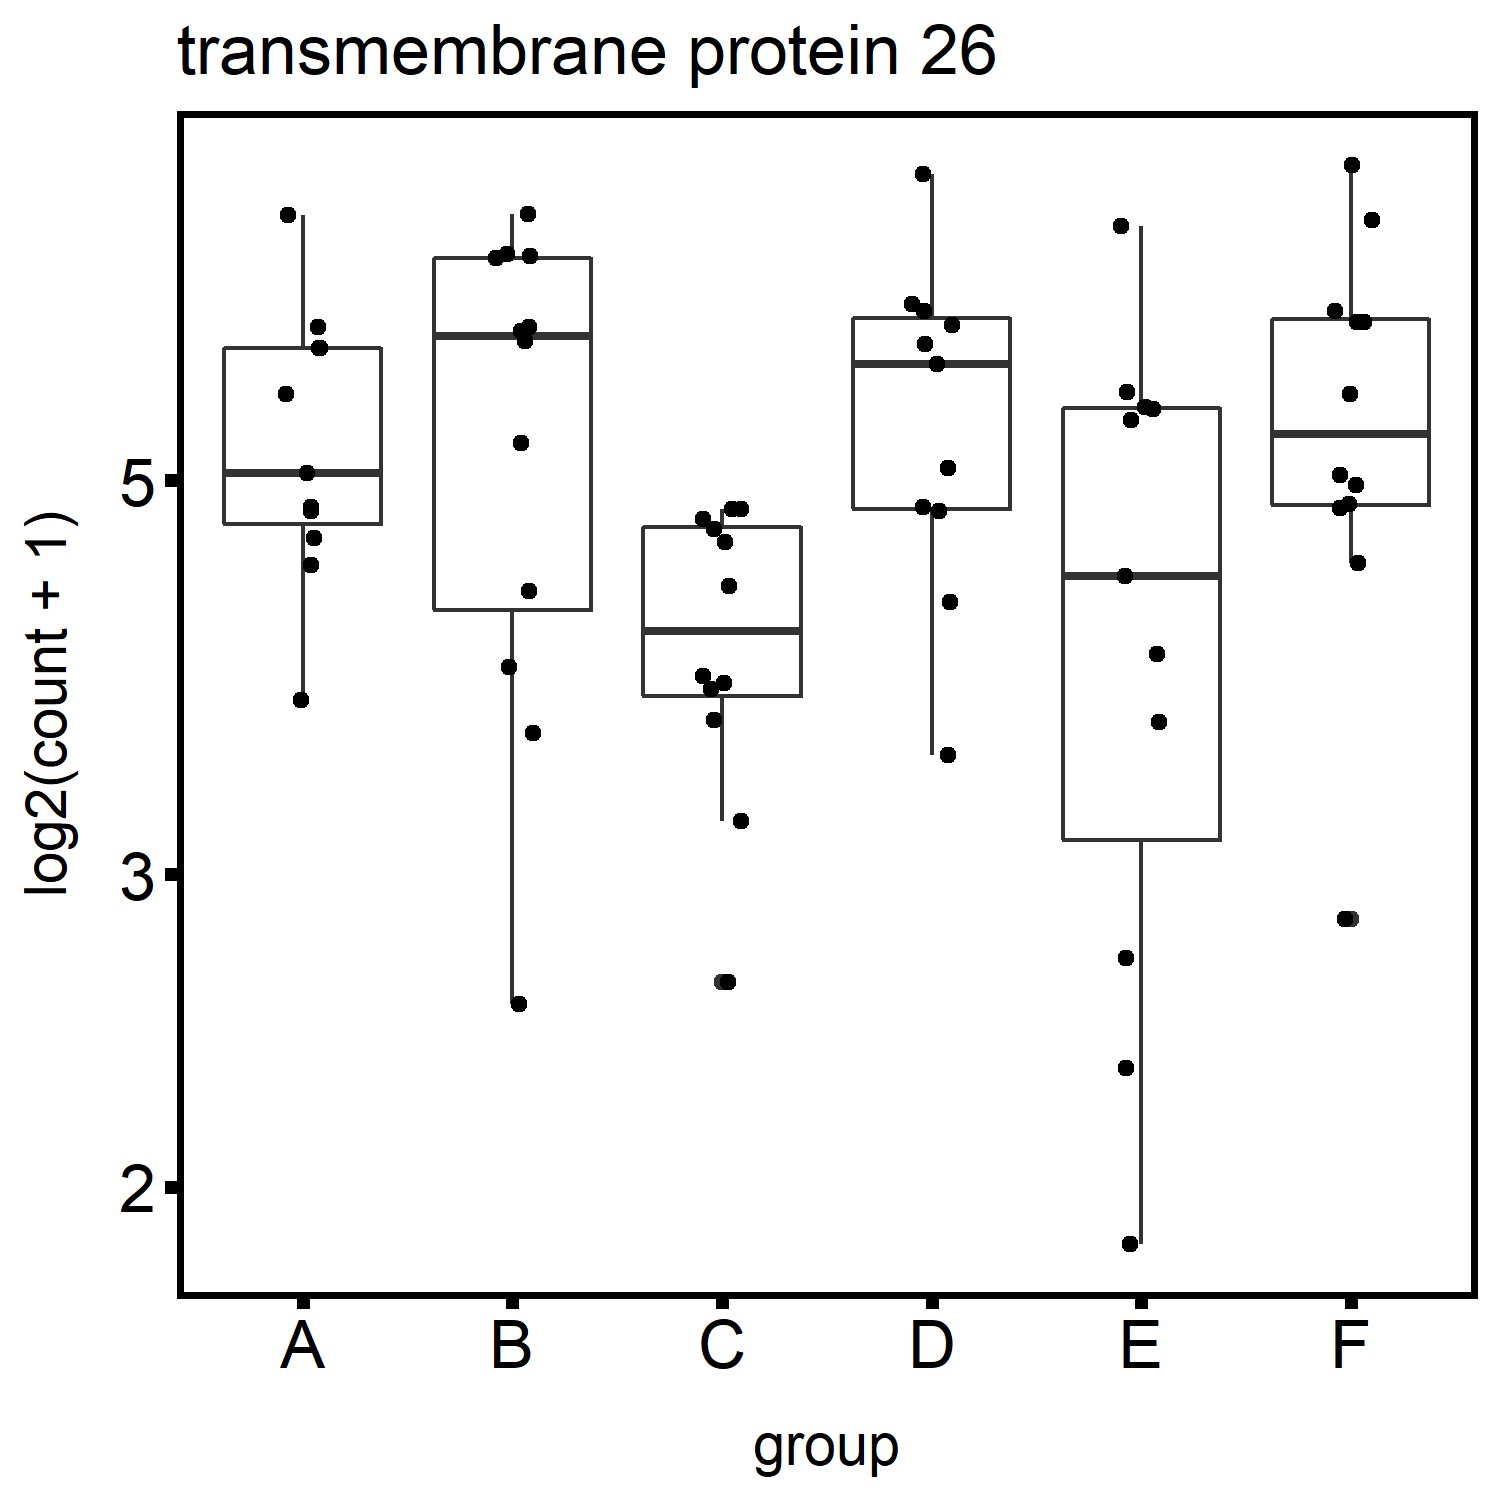 transmembrane protein 26
log2(count + 1)
5
3
2
A B C D E F
group